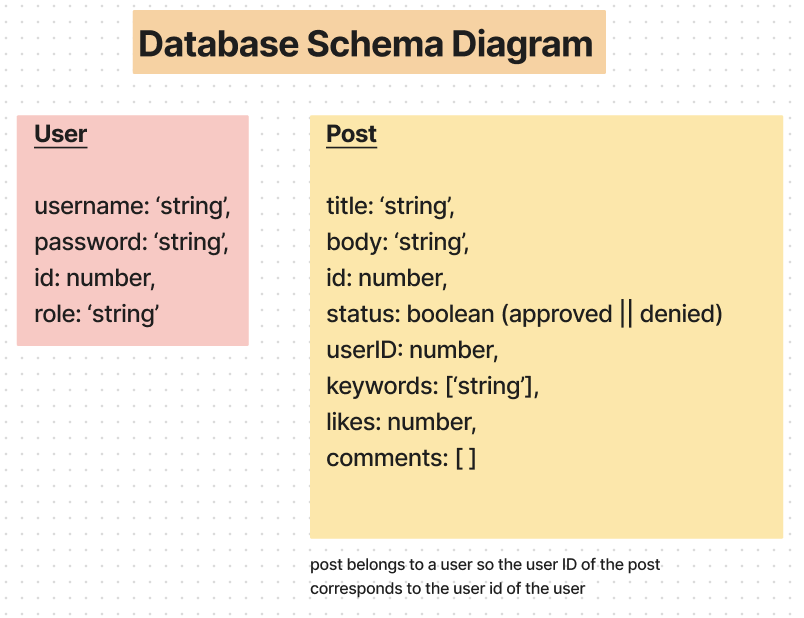 Database Schema Diagram
User
username: ‘string’,
password: ‘string’,
id: number,
role: ‘string’
Post
title: ‘string’,
body: ‘string’,
id: number,
status: boolean (approved || denied)
userID: number,
keywords: [‘string’],
likes: number,
comments: [ ]
post belongs to a user so the user ID of the post
corresponds to the user id of the user